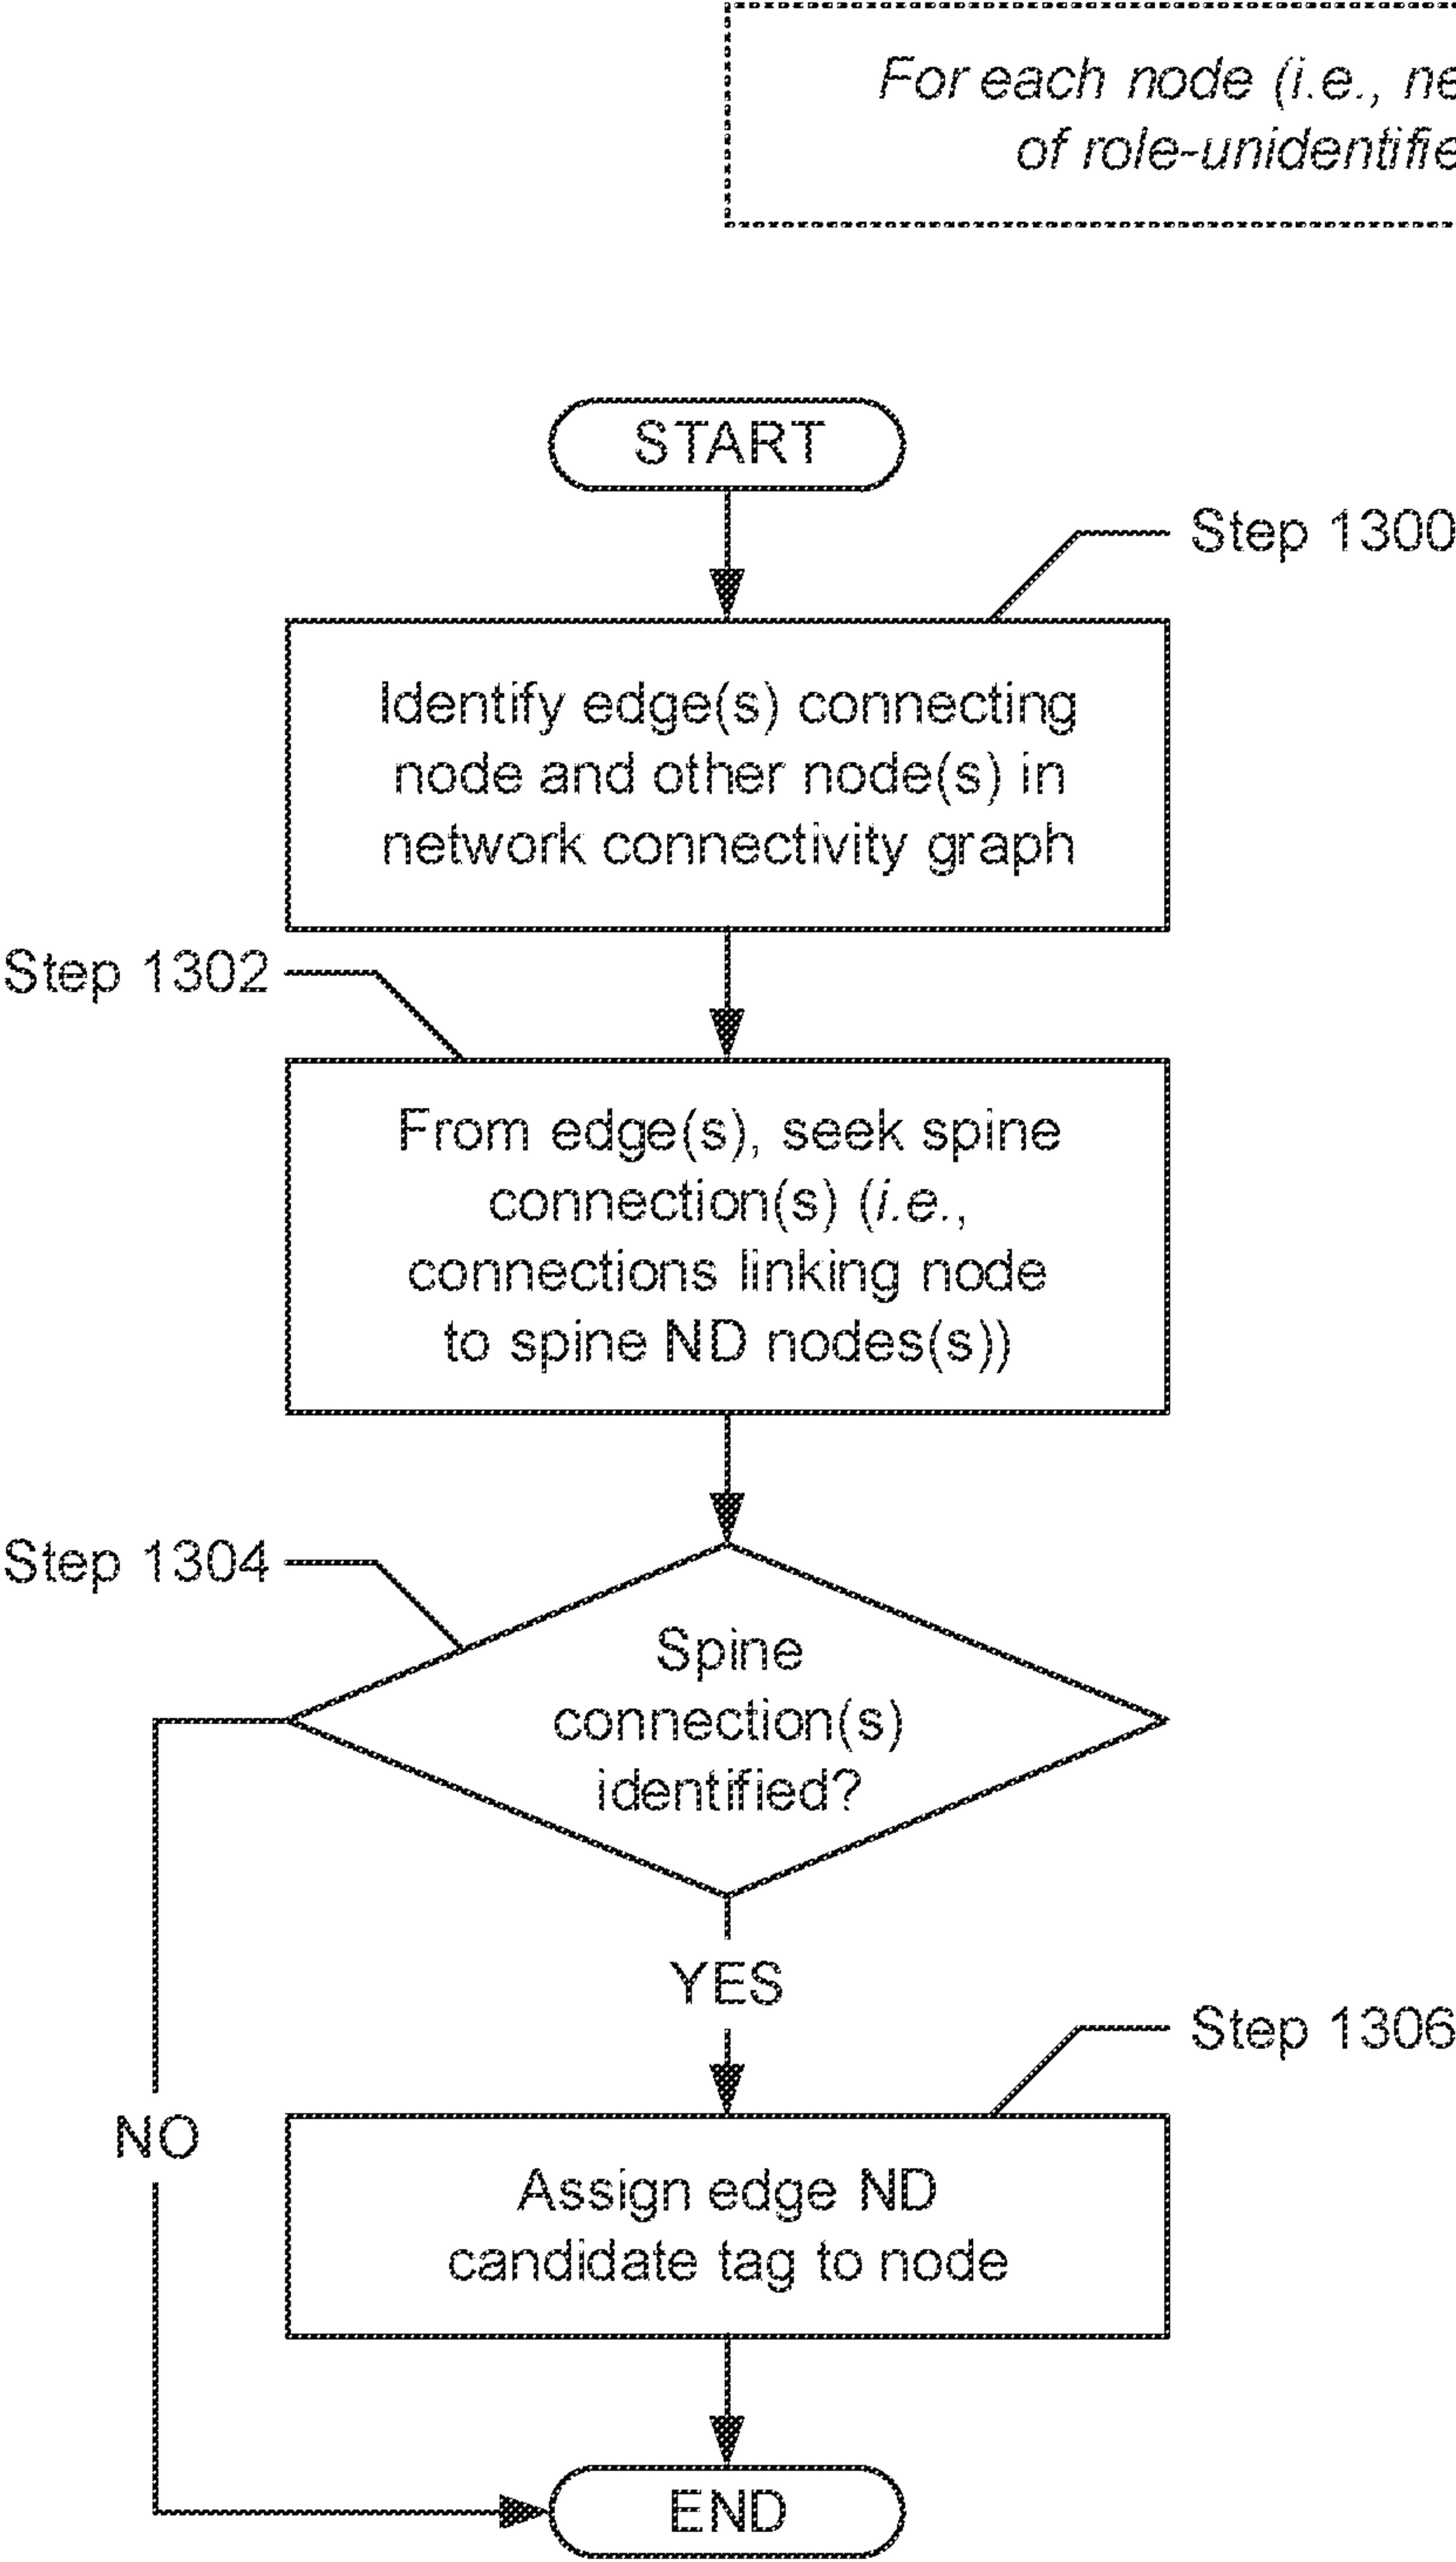 For each node (i.e., ne
of role-unidentifie
START
Step 1300
Identify edge(s) connecting
node and other node(s) in
network connectivity graph
Step 1302
From edge(s), seek spine
connection(s) (i.e.,
connections linking node
to spine ND nodes(s))
Step 1304
Spine
connection(s)
identified?
YES
Step 1306
NO
Assign edge ND
candidate tag to node
END